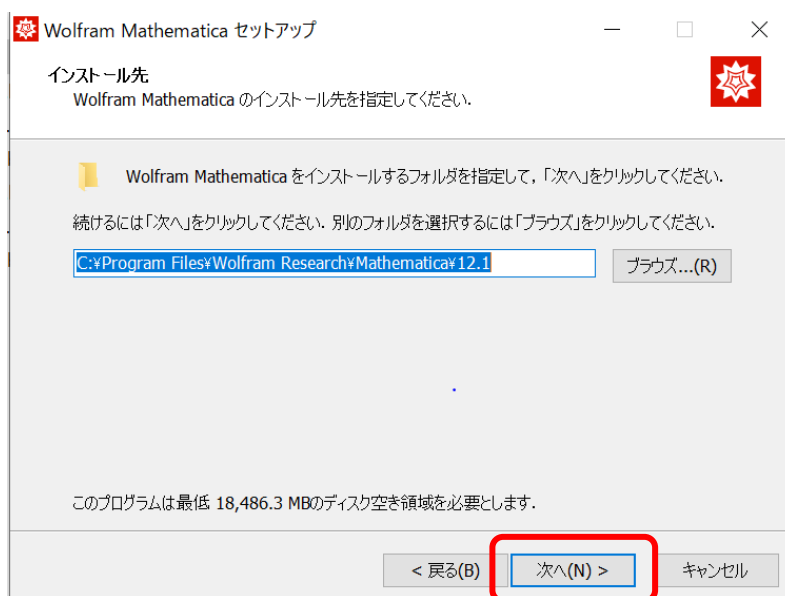 Wolfram Mathematica セットアップ
インストール先
Wolfram Mathematica のインストール先を指定してください.
Wolfram Mathematica をインストールするフォルダを指定して, 「次へ」をクリックしてください.
続けるには「次へ」をクリックしてください. 別のフォルダを選択するには「ブラウズ」をクリックしてください.
C:¥Program Files¥Wolfram Research¥Mathematica¥12.1
ブラウズ...(R)
このプログラムは最低 18,486.3 MBのディスク空き領域を必要とします.
< 戻る(B)
次へ(N) >
キャンセル